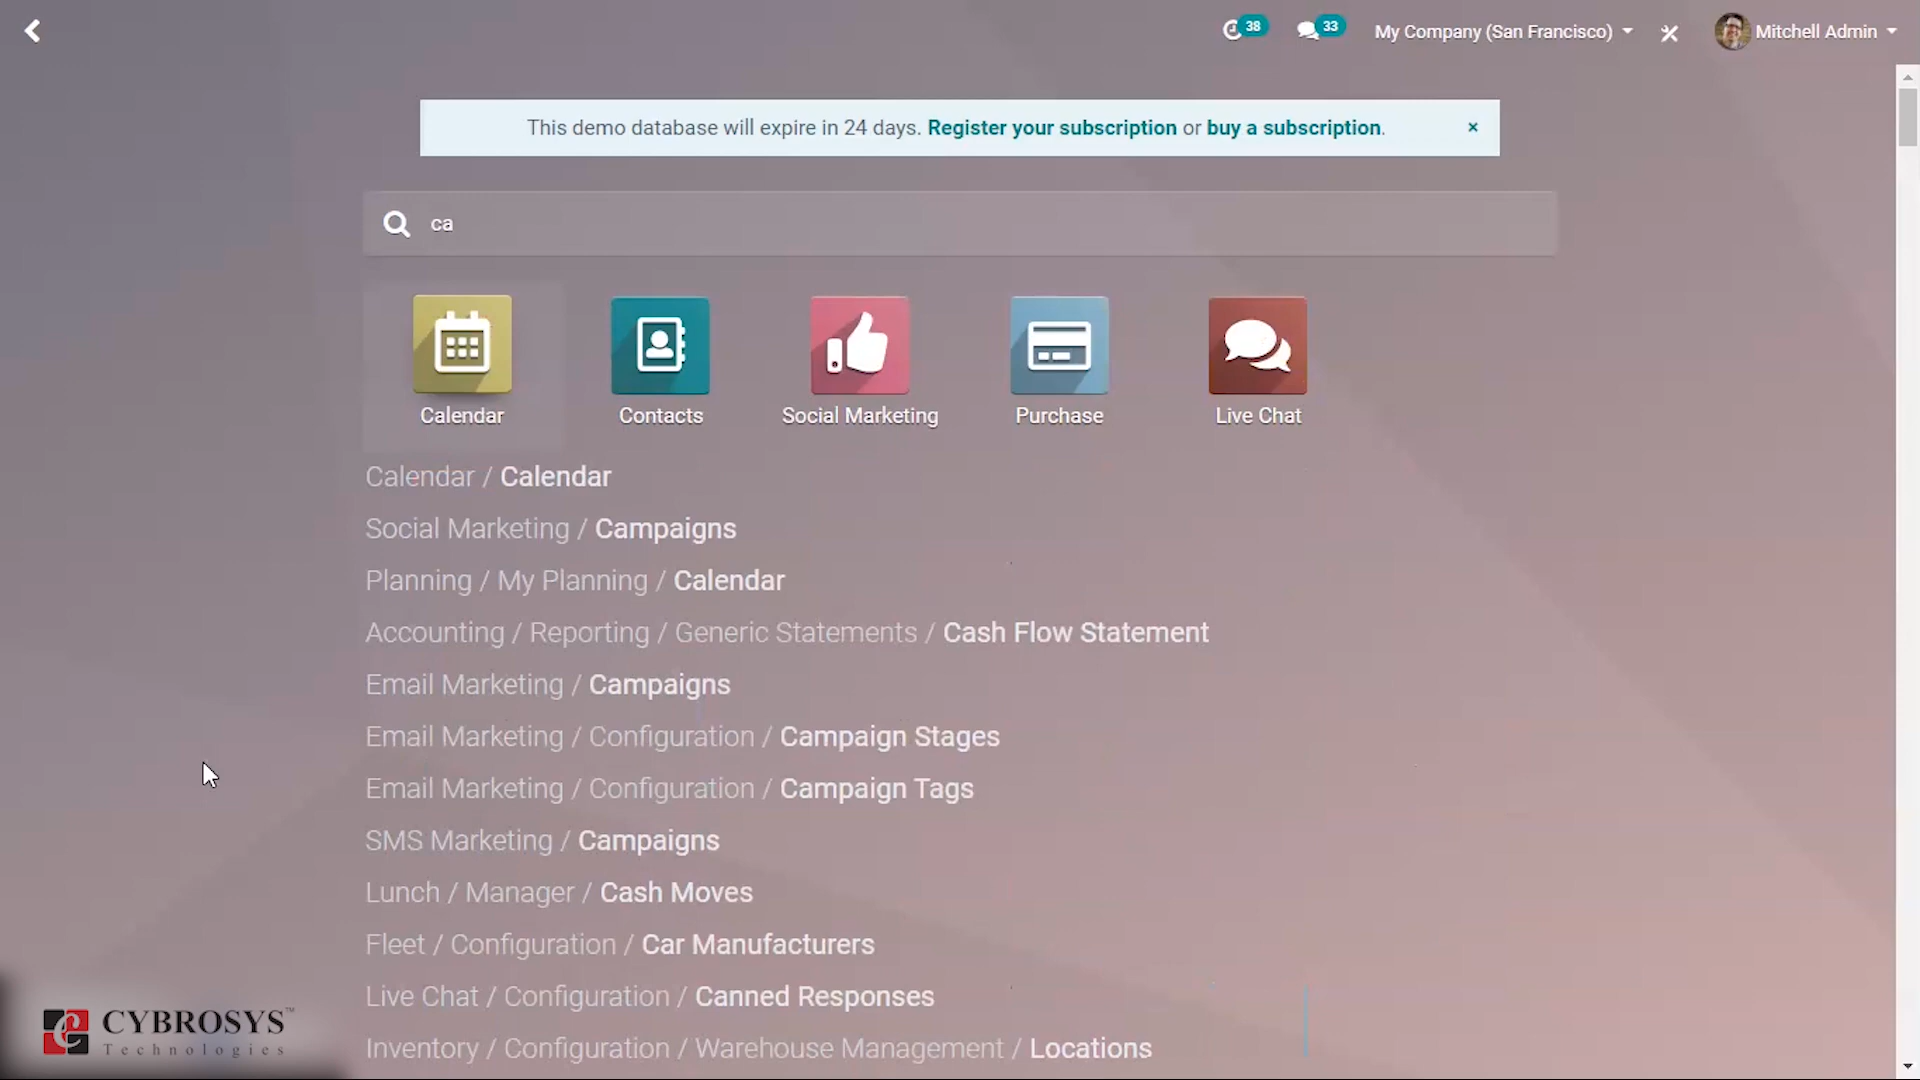 38 33 My Company (San Francisco) Mitchell Admin
This demo database will expire in 24 days. Register your subscription or buy a subscription. ×
ca
Calendar Contacts Social Marketing Purchase Live Chat
Calendar / Calendar
Social Marketing / Campaigns
Planning / My Planning / Calendar
Accounting / Reporting / Generic Statements / Cash Flow Statement
Email Marketing / Campaigns
Email Marketing / Configuration / Campaign Stages
Email Marketing / Configuration / Campaign Tags
SMS Marketing / Campaigns
Lunch / Manager / Cash Moves
Fleet / Configuration / Car Manufacturers
Live Chat / Configuration / Canned Responses
Inventory / Configuration / Warehouse Management / Locations
CYBROSYS™
Technologies